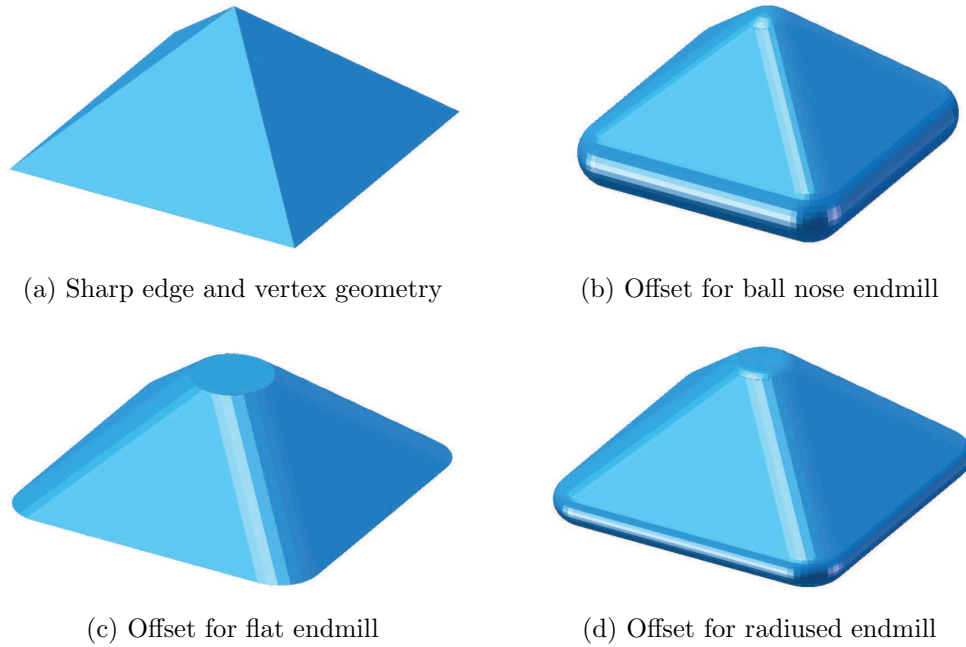 (a) Sharp edge and vertex geometry
(b) Offset for ball nose endmill
(c) Offset for flat endmill
(d) Offset for radiused endmill